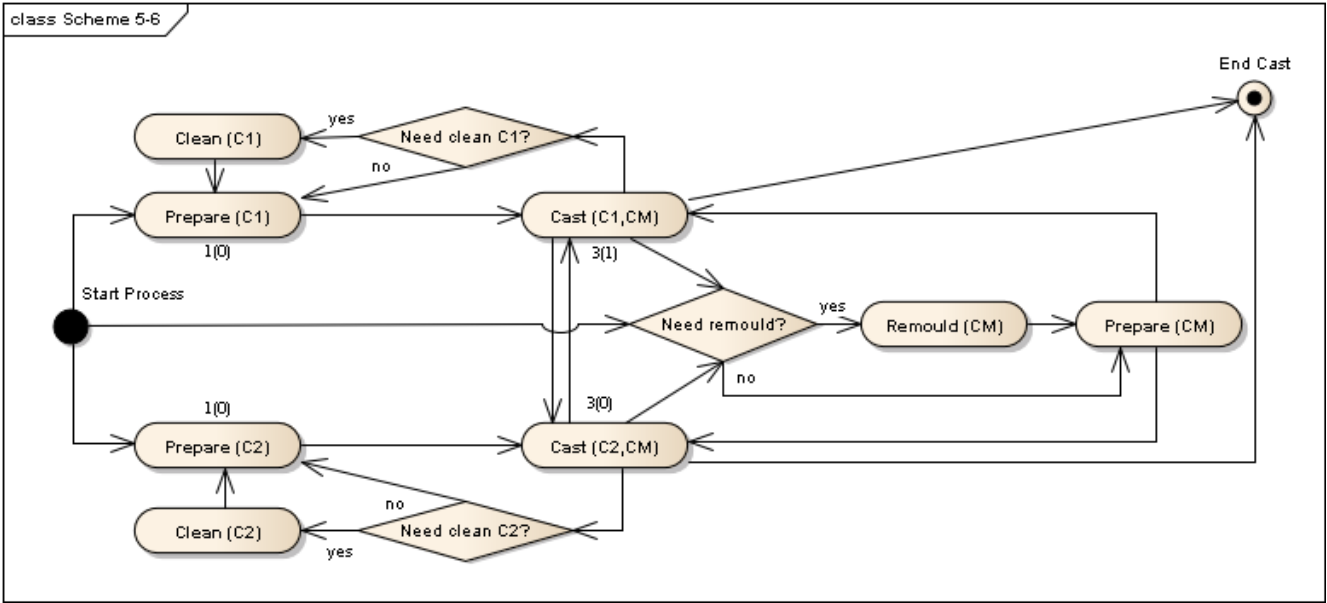 class Scheme 5-6
End Cast
yes
Clean (C1)
Need clean C1?
no
Prepare (C1)
Cast (C1,CM)
1(0)
3(1)
Start Process
yes
Need remould?
Remould (CM)
Prepare (CM)
no
1(0)
3(0)
Prepare (C2)
Cast (C2,CM)
no
Clean (C2)
Need clean C2?
yes